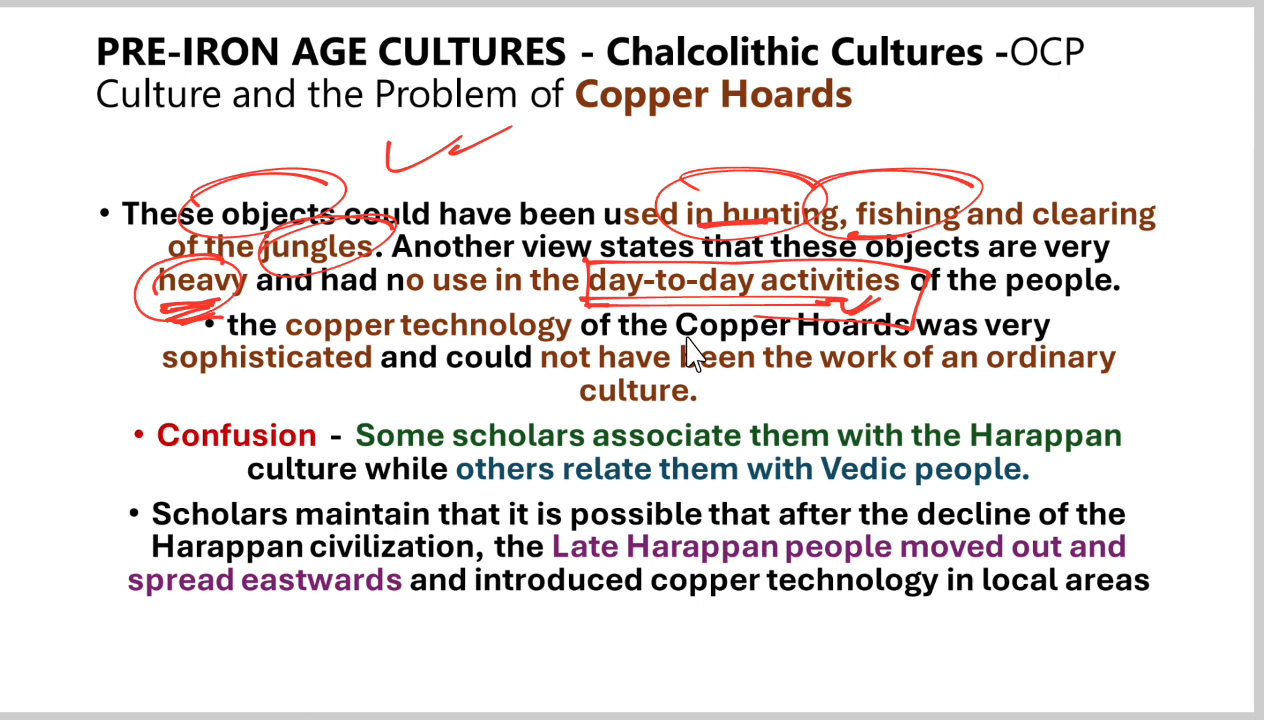 PRE-IRON AGE CULTURES - Chalcolithic Cultures -OCP
Culture and the Problem of Copper Hoards
• These objects could have been used in hunting, fishing and clearing
of the jungles. Another view states that these objects are very
heavy and had no use in the day-to-day activities of the people.
• the copper technology of the Copper Hoards was very
sophisticated and could not have been the work of an ordinary
culture.
• Confusion - Some scholars associate them with the Harappan
culture while others relate them with Vedic people.
• Scholars maintain that it is possible that after the decline of the
Harappan civilization, the Late Harappan people moved out and
spread eastwards and introduced copper technology in local areas